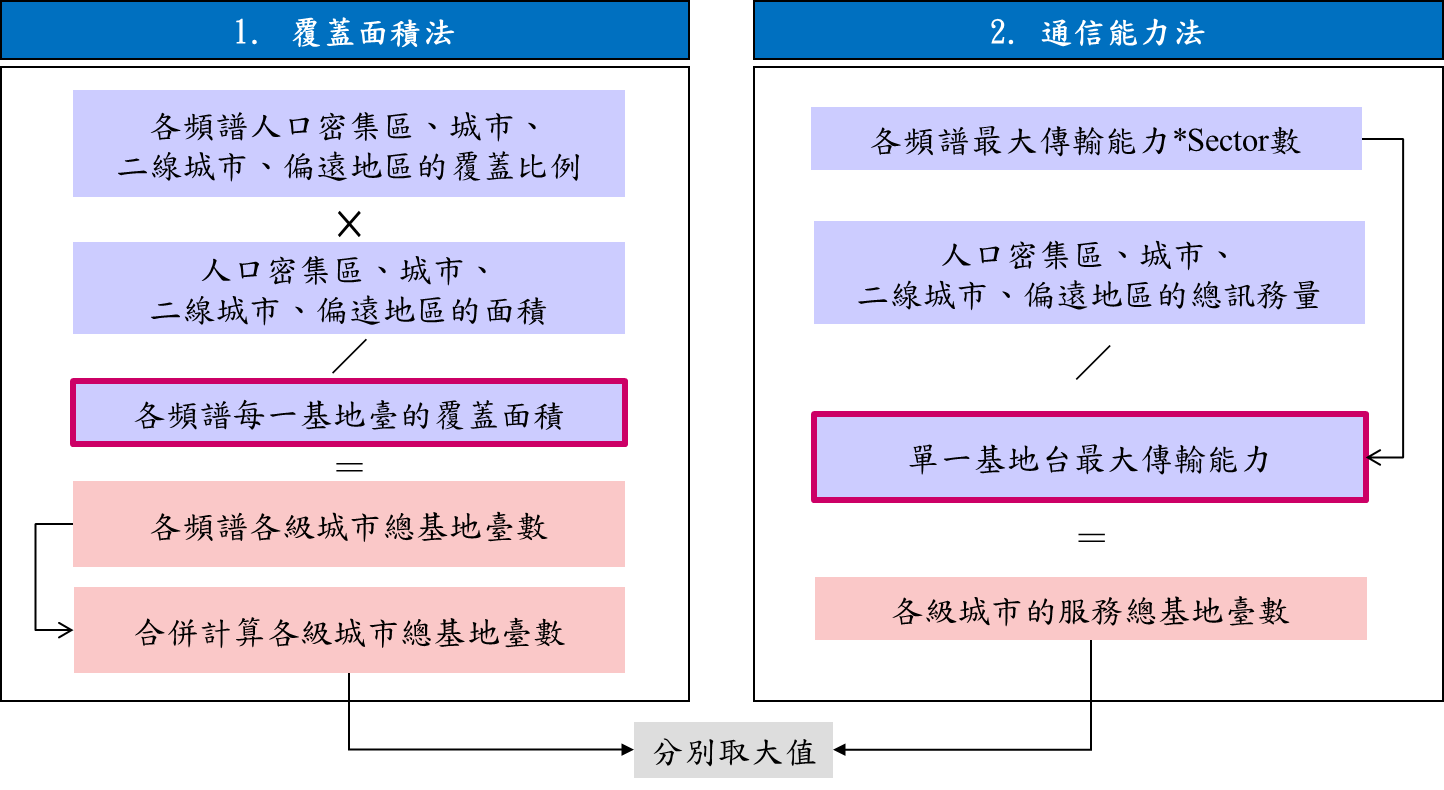 1. 覆蓋面積法
各頻譜人口密集區、城市、
二線城市、偏遠地區的覆蓋比例
×
人口密集區、城市、
二線城市、偏遠地區的面積
／
各頻譜每一基地臺的覆蓋面積
＝
各頻譜各級城市總基地臺數
合併計算各級城市總基地臺數
2. 通信能力法
各頻譜最大傳輸能力*Sector數
人口密集區、城市、
二線城市、偏遠地區的總訊務量
／
單一基地台最大傳輸能力
＝
各級城市的服務總基地臺數
分別取大值